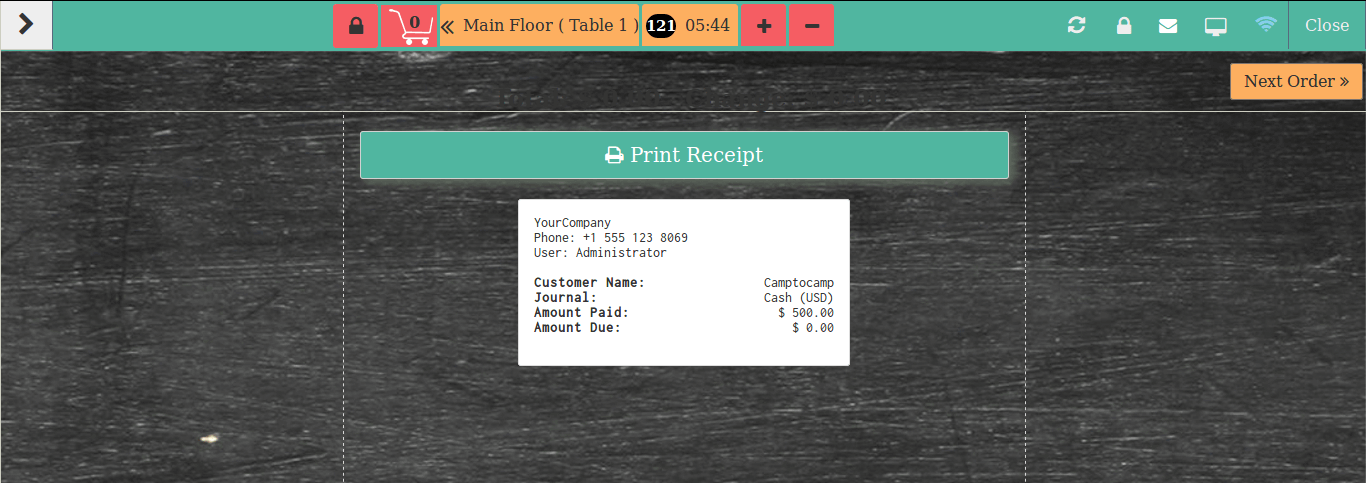 0
Main Floor ( Table 1 )
121 05:44
Close
Next Order
Print Receipt
YourCompany
Phone: +1 555 123 8069
User: Administrator
Customer Name: Camptocamp
Journal: Cash (USD)
Amount Paid: $ 500.00
Amount Due: $ 0.00